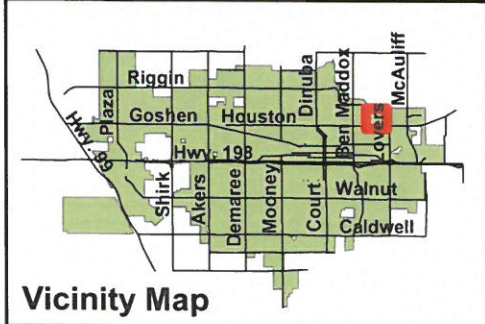 Riggin
Goshen
Houston
Hwy. 198
Walnut
Caldwell
Hwy. 99
Plaza
Shirk
Akers
Demaree
Mooney
Court
Dinuba
Ben Maddox
Lovers
McAuliff
Vicinity Map